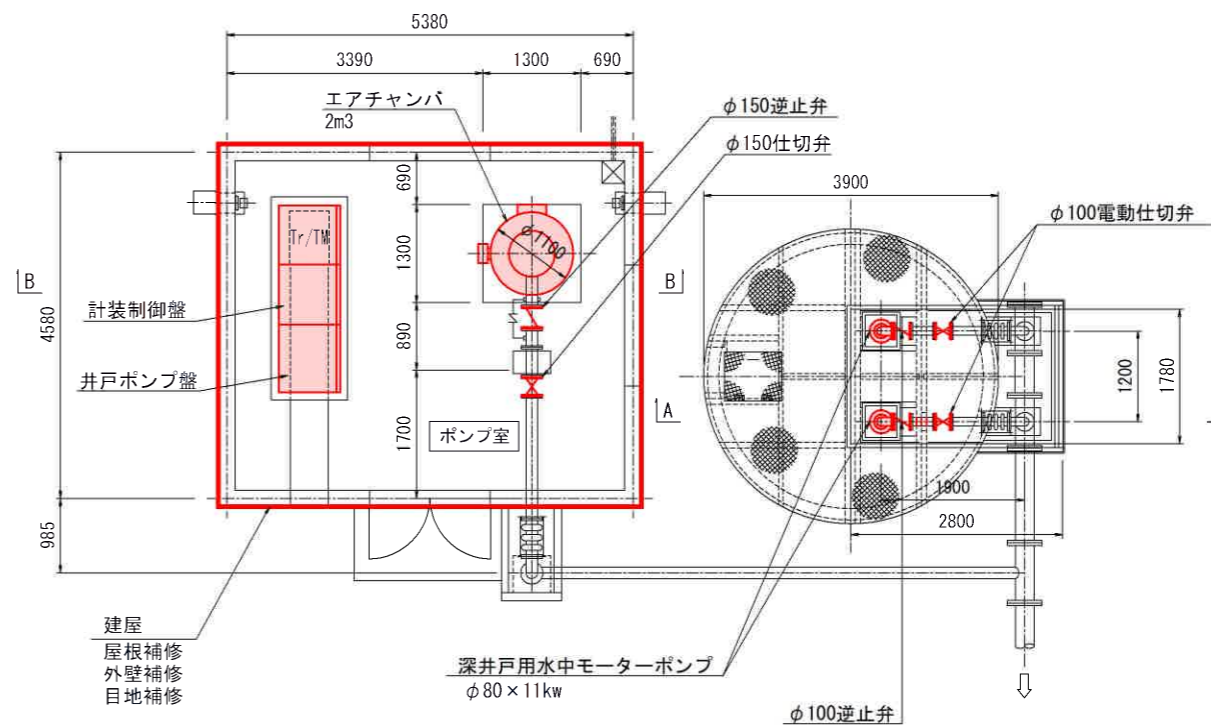 5380
3390
1300
690
エアチャンバ
2m3
φ150逆止弁
φ150仕切弁
690
3900
φ100電動仕切弁
Tr/TM
φ1100
1300
B
B
計装制御盤
4580
890
1200
1780
井戸ポンプ盤
A
1700
ポンプ室
1900
2800
985
建屋
屋根補修
外壁補修
目地補修
深井戸用水中モーターポンプ
φ80×11kw
φ100逆止弁